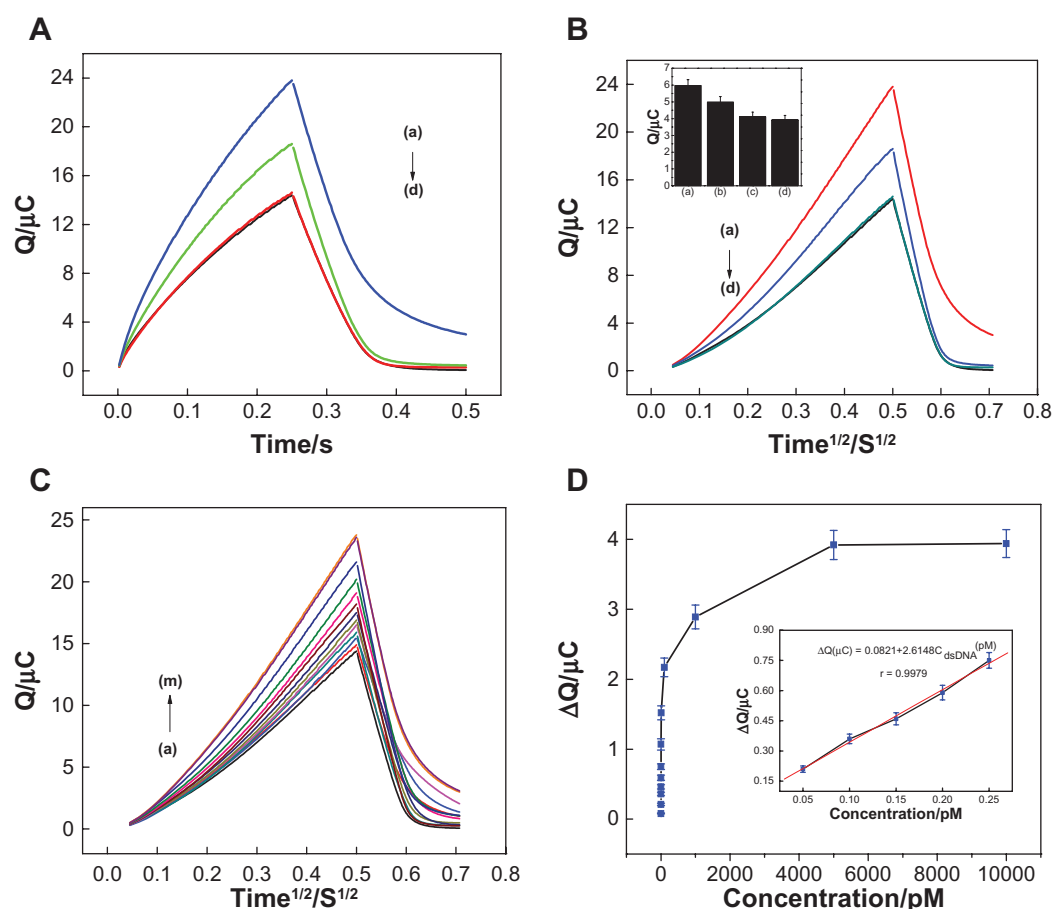 A
Q/μC
24
20
16
12
8
4
0
(a)
(d)
0.0 0.1 0.2 0.3 0.4 0.5
Time/s
B
Q/μC
24
20
16
12
8
4
0
Q/μC
7
6
5
4
3
2
1
0
(a) (b) (c) (d)
(a)
(d)
0.0 0.1 0.2 0.3 0.4 0.5 0.6 0.7 0.8
Time1/2/S1/2
C
Q/μC
25
20
15
10
5
0
(m)
(a)
0.0 0.1 0.2 0.3 0.4 0.5 0.6 0.7 0.8
Time1/2/S1/2
D
ΔQ/μC
4
3
2
1
0
ΔQ/μC
0.90
0.75
0.60
0.45
0.30
0.15
ΔQ(μC) = 0.0821+2.6148C dsDNA (pM)
r = 0.9979
0.05 0.10 0.15 0.20 0.25
Concentration/pM
0 2000 4000 6000 8000 10000
Concentration/pM